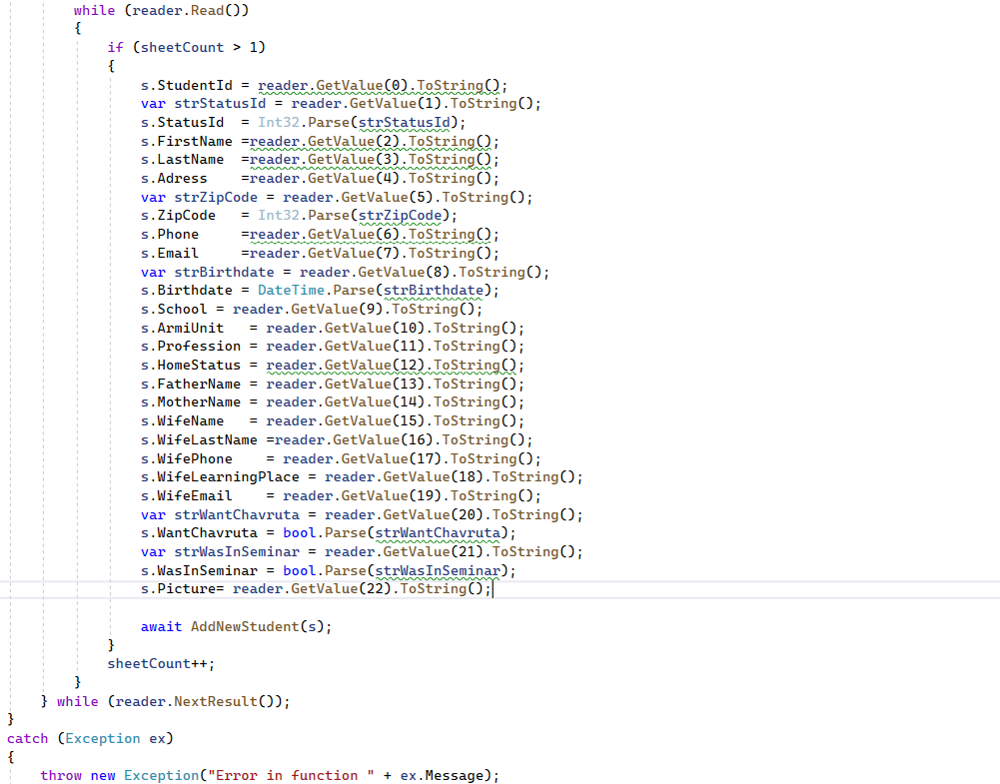 while (reader.Read())
{
if (sheetCount > 1)
{
s.StudentId = reader.GetValue(0).ToString();
var strStatusId = reader.GetValue(1).ToString();
s.StatusId  = Int32.Parse(strStatusId);
s.FirstName =reader.GetValue(2).ToString();
s.LastName  =reader.GetValue(3).ToString();
s.Adress    =reader.GetValue(4).ToString();
var strZipCode = reader.GetValue(5).ToString();
s.ZipCode   = Int32.Parse(strZipCode);
s.Phone     =reader.GetValue(6).ToString();
s.Email     =reader.GetValue(7).ToString();
var strBirthdate = reader.GetValue(8).ToString();
s.Birthdate = DateTime.Parse(strBirthdate);
s.School = reader.GetValue(9).ToString();
s.ArmiUnit   = reader.GetValue(10).ToString();
s.Profession = reader.GetValue(11).ToString();
s.HomeStatus = reader.GetValue(12).ToString();
s.FatherName = reader.GetValue(13).ToString();
s.MotherName = reader.GetValue(14).ToString();
s.WifeName   = reader.GetValue(15).ToString();
s.WifeLastName =reader.GetValue(16).ToString();
s.WifePhone    = reader.GetValue(17).ToString();
s.WifeLearningPlace = reader.GetValue(18).ToString();
s.WifeEmail    = reader.GetValue(19).ToString();
var strWantChavruta = reader.GetValue(20).ToString();
s.WantChavruta = bool.Parse(strWantChavruta);
var strWasInSeminar = reader.GetValue(21).ToString();
s.WasInSeminar = bool.Parse(strWasInSeminar);
s.Picture= reader.GetValue(22).ToString();
await AddNewStudent(s);
}
sheetCount++;
}
} while (reader.NextResult());
}
catch (Exception ex)
{
throw new Exception("Error in function " + ex.Message);